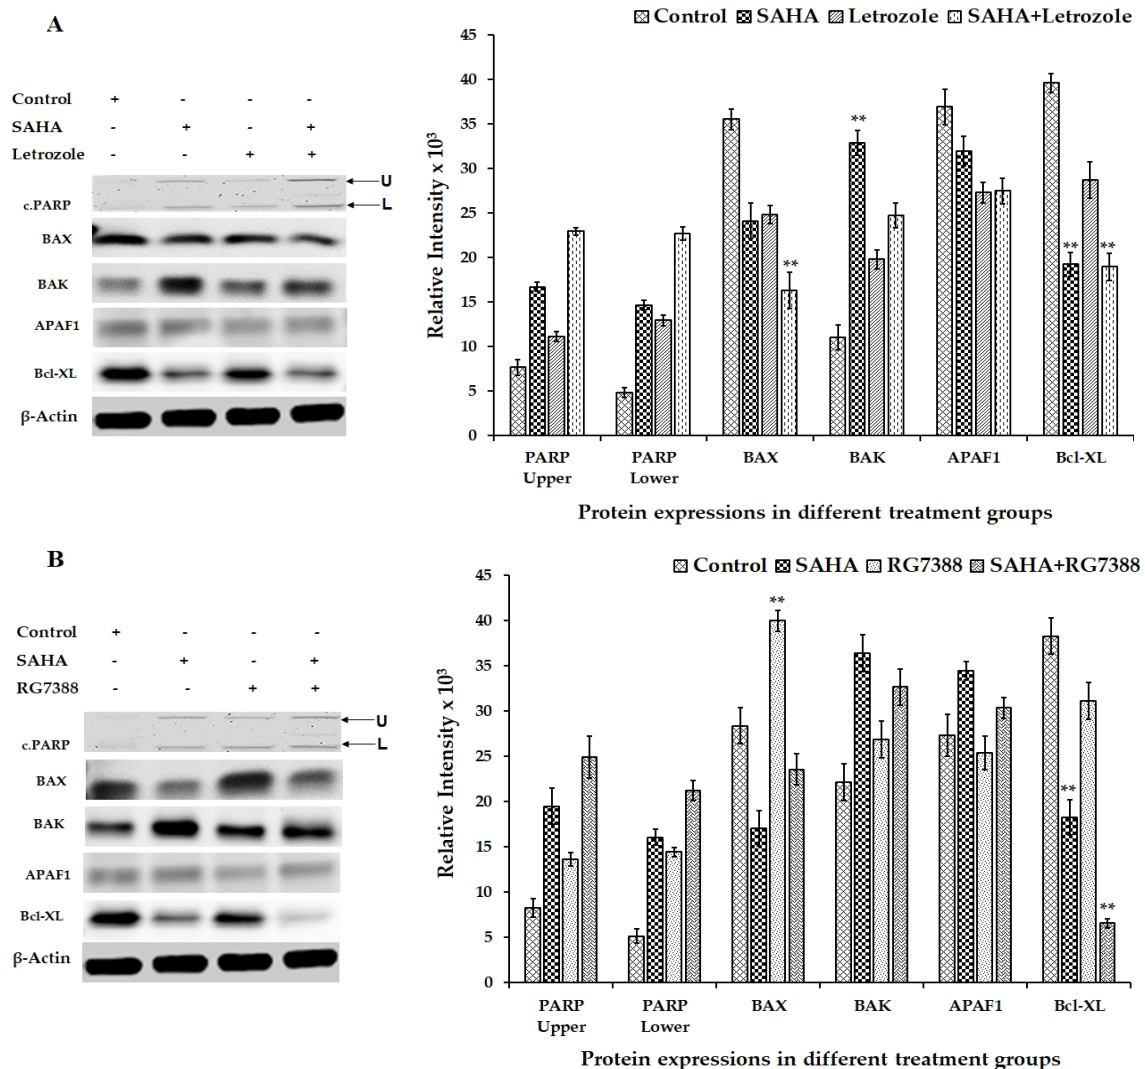 A
Control + - - -
SAHA - + - +
Letrozole - - + +
U
c.PARP L
BAX
BAK
APAF1
Bcl-XL
β-Actin
Control SAHA Letrozole SAHA+Letrozole
Relative Intensity x 10³
45
40
35
30
25
20
15
10
5
0
**
**
**
**
PARP Upper
PARP Lower
BAX
BAK
APAF1
Bcl-XL
Protein expressions in different treatment groups
B
Control + - - -
SAHA - + - +
RG7388 - - + +
U
c.PARP L
BAX
BAK
APAF1
Bcl-XL
β-Actin
Control SAHA RG7388 SAHA+RG7388
Relative Intensity x 10³
45
40
35
30
25
20
15
10
5
0
**
**
**
PARP Upper
PARP Lower
BAX
BAK
APAF1
Bcl-XL
Protein expressions in different treatment groups